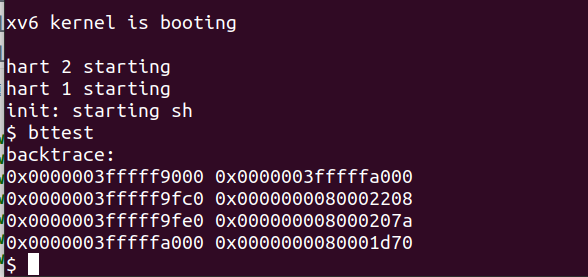 xv6 kernel is booting
hart 2 starting
hart 1 starting
init: starting sh
$ bttest
backtrace:
0x0000003fffff9000 0x0000003fffffa000
0x0000003fffff9fc0 0x0000000080002208
0x0000003fffff9fe0 0x000000008000207a
0x0000003fffffa000 0x0000000080001d70
$